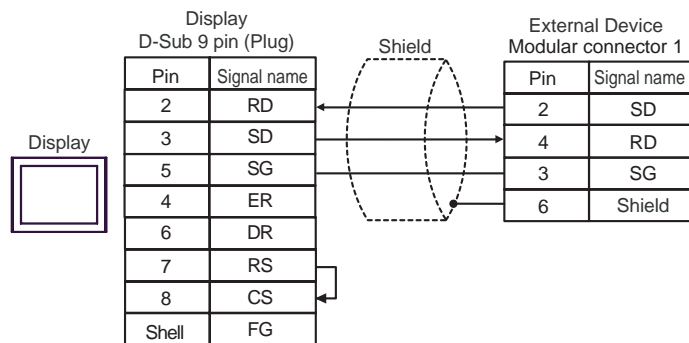 Display
D-Sub 9 pin (Plug)
Shield
External Device
Modular connector 1
Display
Pin Signal name
2 RD
3 SD
5 SG
4 ER
6 DR
7 RS
8 CS
Shell FG
Pin Signal name
2 SD
4 RD
3 SG
6 Shield